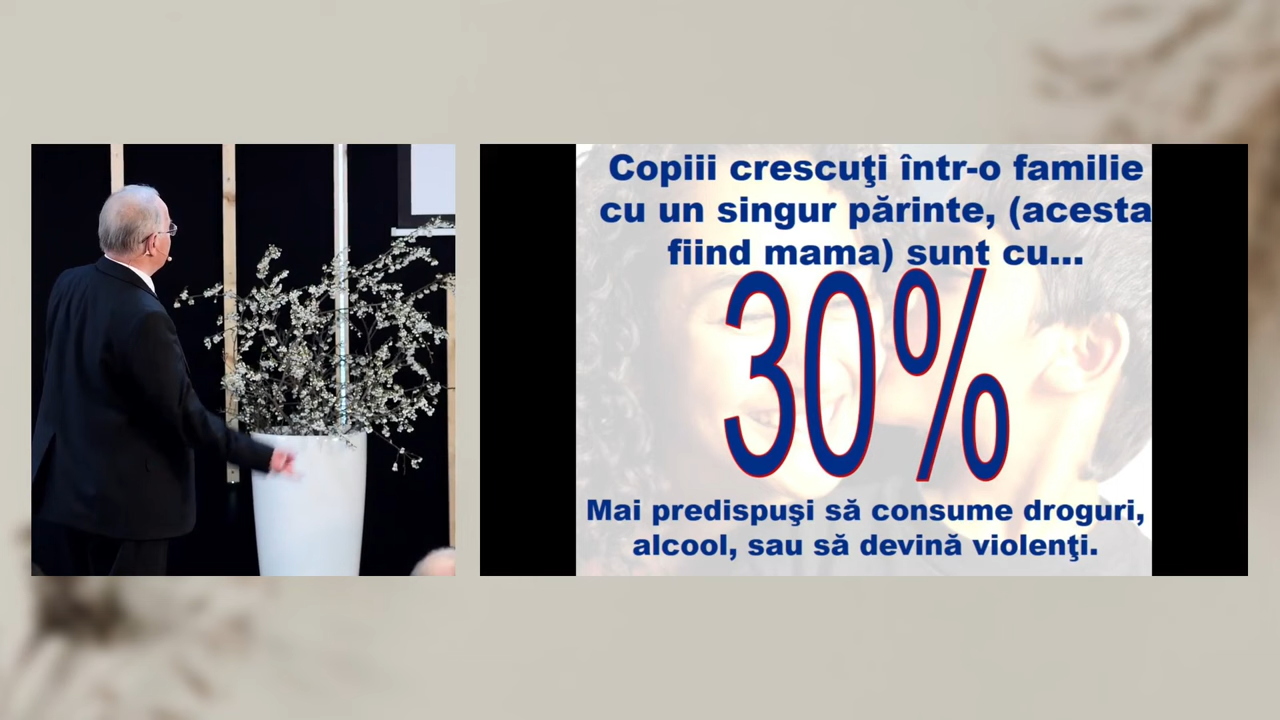 Copiii crescuţi într-o familie
cu un singur părinte, (acesta
fiind mama) sunt cu...
30%
Mai predispuşi să consume droguri,
alcool, sau să devină violenţi.